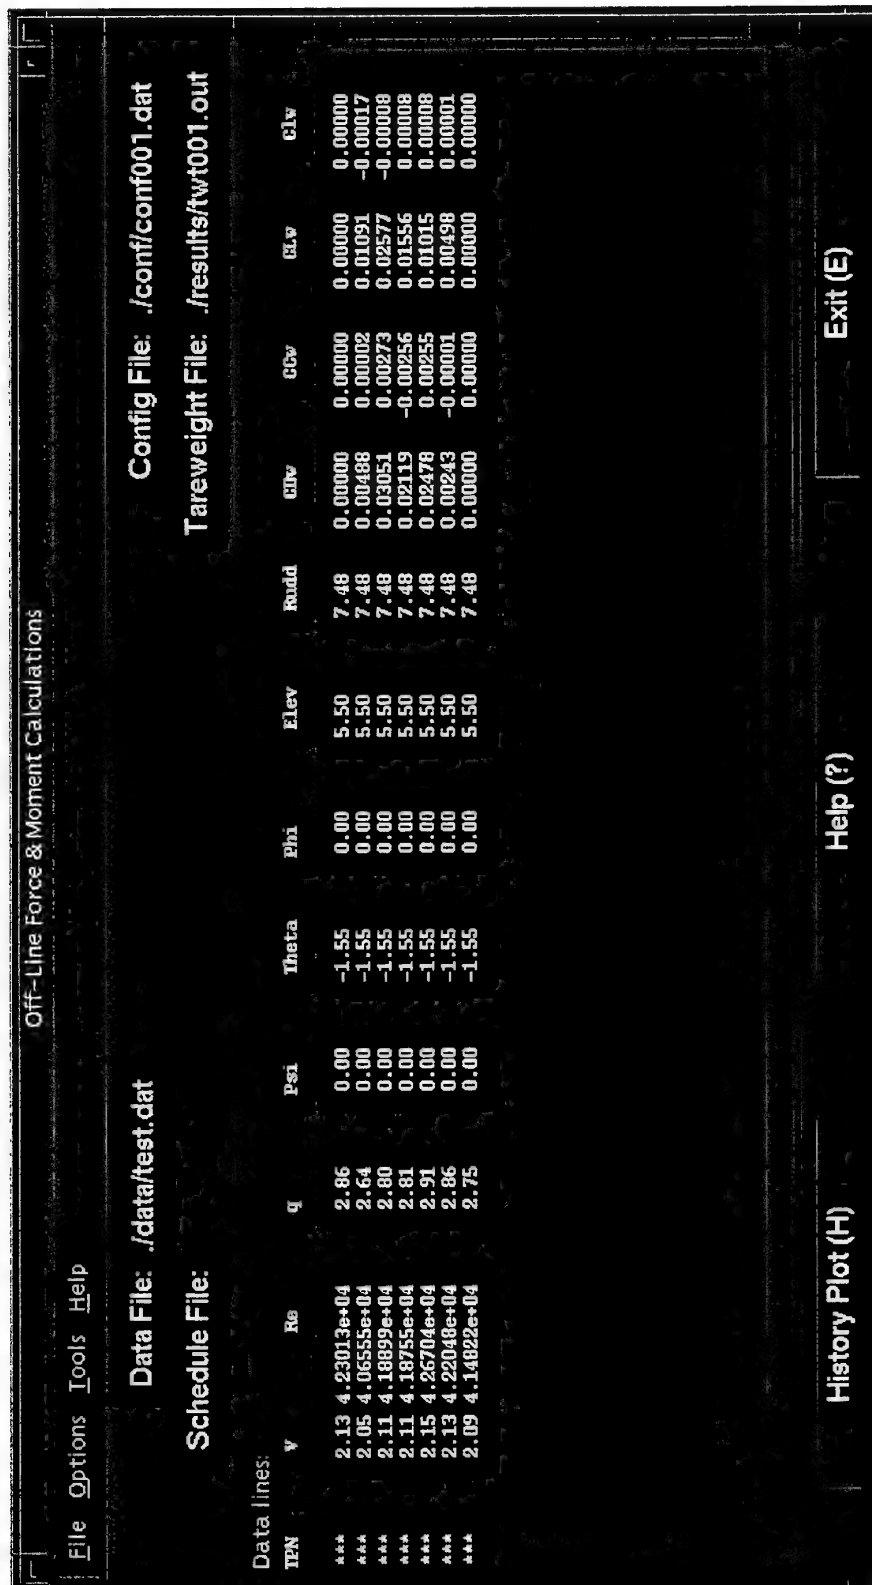 Off-Line Force & Moment Calculations
File Options Tools Help
Data File: ./data/test.dat Config File: ./conf/conf001.dat
Schedule File: Tareweight File: ./results/twt001.out
Data lines:
TPN V Re q Psi Theta Phi Elev Rudd CDw CCw CLw Clw
*** 2.13 4.23013e+04 2.86 0.00 -1.55 0.00 5.50 7.48 0.00000 0.00000 0.00000 0.00000
*** 2.05 4.06555e+04 2.64 0.00 -1.55 0.00 5.50 7.48 0.00488 0.00002 0.01091 -0.00017
*** 2.11 4.18899e+04 2.80 0.00 -1.55 0.00 5.50 7.48 0.03051 0.00273 0.02577 -0.00008
*** 2.11 4.18755e+04 2.81 0.00 -1.55 0.00 5.50 7.48 0.02119 -0.00256 0.01556 0.00008
*** 2.15 4.26704e+04 2.91 0.00 -1.55 0.00 5.50 7.48 0.02478 0.00255 0.01015 0.00008
*** 2.13 4.22048e+04 2.86 0.00 -1.55 0.00 5.50 7.48 0.00243 -0.00001 0.00498 0.00001
*** 2.09 4.14822e+04 2.75 0.00 -1.55 0.00 5.50 7.48 0.00000 0.00000 0.00000 0.00000
History Plot (H) Help (?) Exit (E)